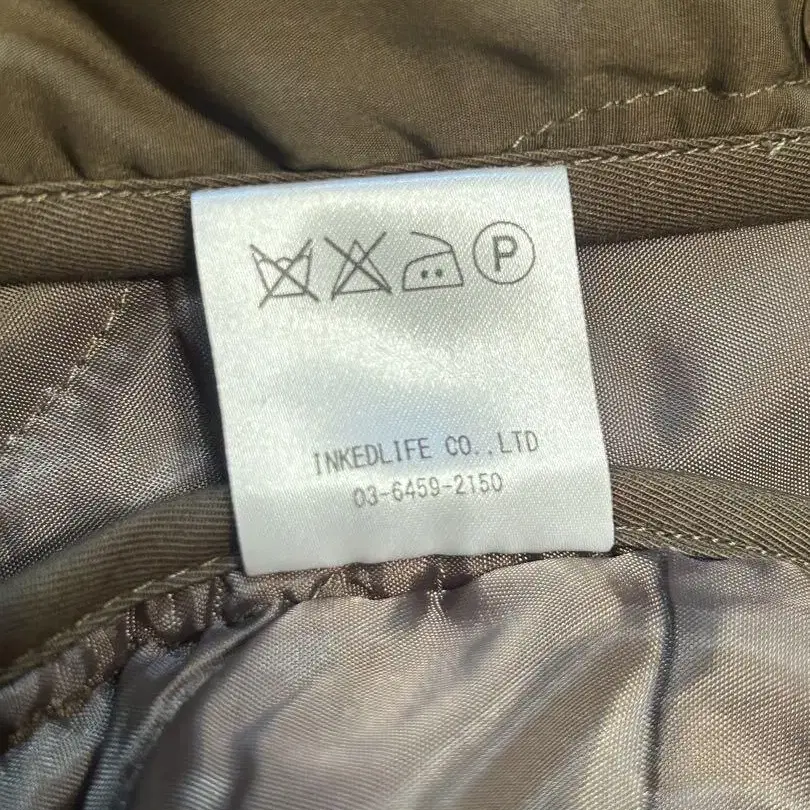 P
INKEDLIFE CO.,LTD
03-6459-2150